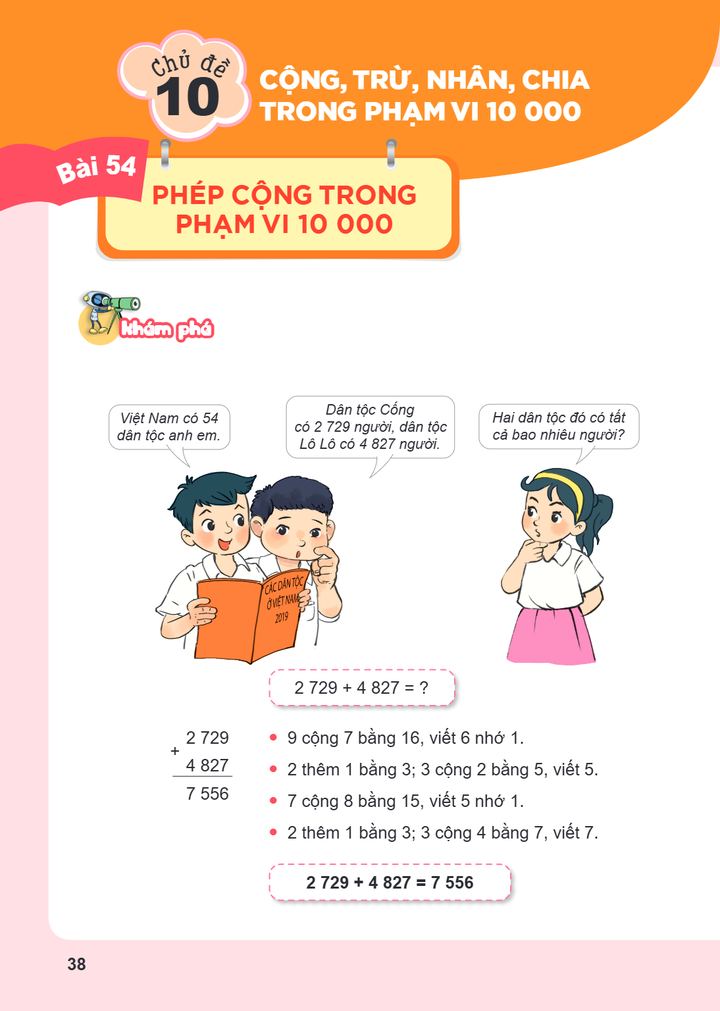 Chủ đề
10
CỘNG, TRỪ, NHÂN, CHIA
TRONG PHẠM VI 10 000
Bài 54
PHÉP CỘNG TRONG
PHẠM VI 10 000
khám phá
Việt Nam có 54
dân tộc anh em.
Dân tộc Cống
có 2 729 người, dân tộc
Lô Lô có 4 827 người.
Hai dân tộc đó có tất
cả bao nhiêu người?
CÁC DÂN TỘC
Ở VIỆT NAM
2019
2 729 + 4 827 = ?
2 729
+
4 827
7 556
• 9 cộng 7 bằng 16, viết 6 nhớ 1.
• 2 thêm 1 bằng 3; 3 cộng 2 bằng 5, viết 5.
• 7 cộng 8 bằng 15, viết 5 nhớ 1.
• 2 thêm 1 bằng 3; 3 cộng 4 bằng 7, viết 7.
2 729 + 4 827 = 7 556
38